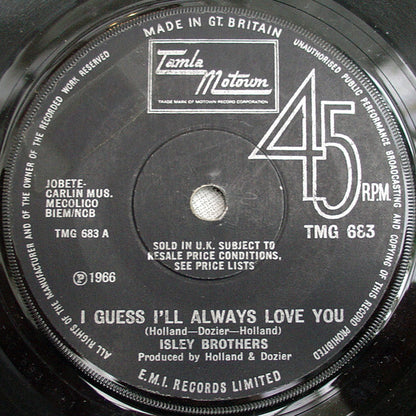 MADE IN GT. BRITAIN
ALL RIGHTS OF THE MANUFACTURER AND OF THE OWNER OF THE RECORDED WORK RESERVED
UNAUTHORISED PUBLIC PERFORMANCE BROADCASTING AND COPYING OF THIS RECORD PROHIBITED
Tamla
Motown
TRADE MARK OF MOTOWN RECORD CORPORATION
45
R.P.M.
JOBETE-
CARLIN MUS.
MECOLICO
BIEM/NCB
TMG 683 A
TMG 683
SOLD IN U.K. SUBJECT TO
RESALE PRICE CONDITIONS,
SEE PRICE LISTS
Ⓟ 1966
I GUESS I'LL ALWAYS LOVE YOU
(Holland—Dozier—Holland)
ISLEY BROTHERS
Produced by Holland & Dozier
E.M.I. RECORDS LIMITED